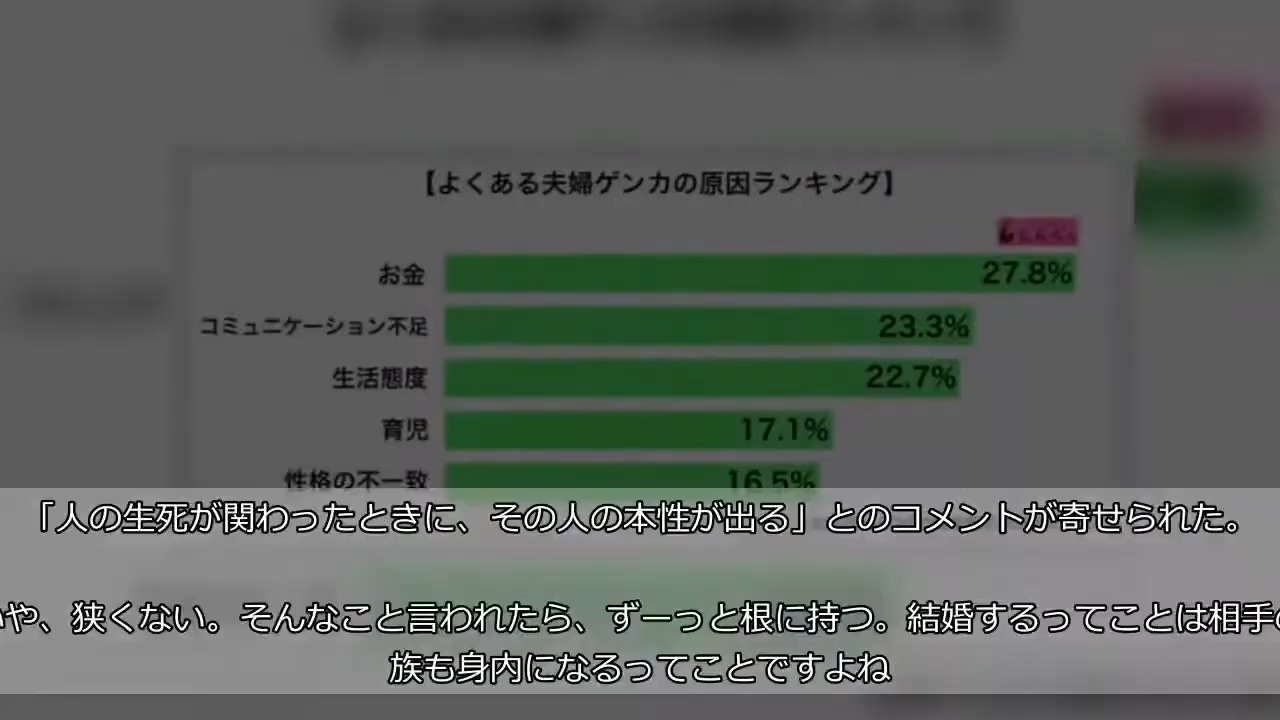 【よくある夫婦ゲンカの原因ランキング】
お金 27.8%
コミュニケーション不足 23.3%
生活態度 22.7%
育児 17.1%
性格の不一致 16.5%
「人の生死が関わったときに、その人の本性が出る」とのコメントが寄せられた。
や、狭くない。そんなこと言われたら、ずーっと根に持つ。結婚するってことは相手
族も身内になるってことですよね